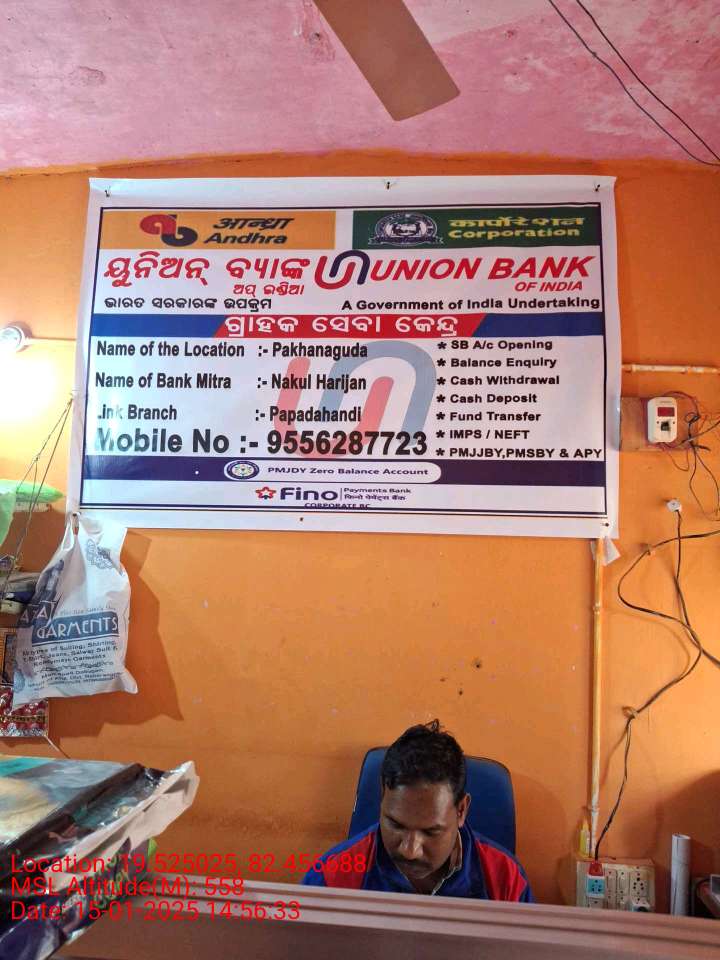 आन्ध्रा
Andhra
कार्पोरेशन
Corporation
ୟୁନିଅନ୍ ବ୍ୟାଙ୍କ
ଅପ୍ ଇଣ୍ଡିଆ
UNION BANK
OF INDIA
ଭାରତ ସରକାରଙ୍କ ଉପକ୍ରମ
A Government of India Undertaking
ଗ୍ରାହକ ସେବା କେନ୍ଦ୍ର
Name of the Location :- Pakhanaguda
Name of Bank Mitra :- Nakul Harijan
Link Branch :- Papadahandi
Mobile No :- 9556287723
* SB A/c Opening
* Balance Enquiry
* Cash Withdrawal
* Cash Deposit
* Fund Transfer
* IMPS / NEFT
* PMJJBY,PMSBY & APY
PMJDY Zero Balance Account
Fino Payments Bank
फिनो पेमेंट्स बैंक
CORPORATE BC
GARMENTS
Location: 19.525025, 82.456688
MSL Altitude(M): 558
Date: 15-01-2025 14:56:33